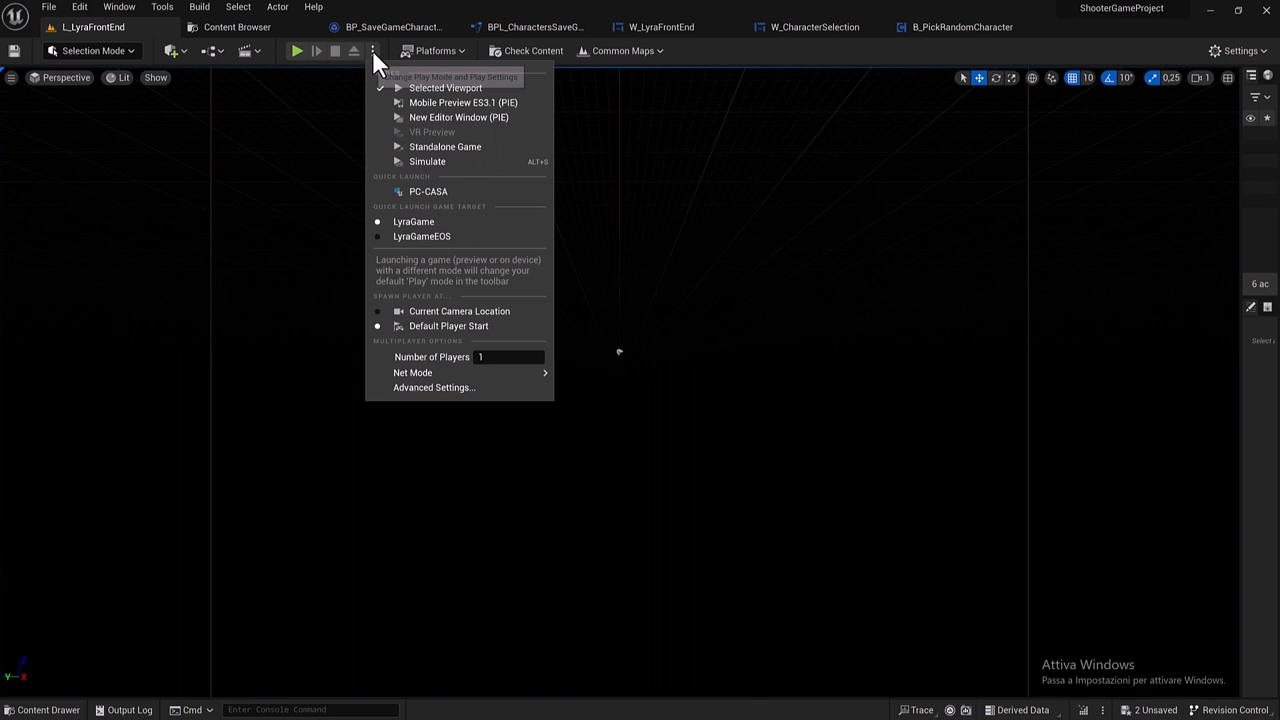 File Edit Window Tools Build Select Actor Help
ShooterGameProject
L_LyraFrontEnd
Content Browser
BP_SaveGameCharact...
BPL_CharactersSaveG...
W_LyraFrontEnd
W_CharacterSelection
B_PickRandomCharacter
Selection Mode
Platforms
Check Content
Common Maps
Settings
Perspective
Lit
Show
10
10°
0,25
1
Change Play Mode and Play Settings
Selected Viewport
Mobile Preview ES3.1 (PIE)
New Editor Window (PIE)
VR Preview
Standalone Game
Simulate ALT+S
QUICK LAUNCH
PC-CASA
QUICK LAUNCH GAME TARGET
LyraGame
LyraGameEOS
Launching a game (preview or on device)
with a different mode will change your
default 'Play' mode in the toolbar
SPAWN PLAYER AT...
Current Camera Location
Default Player Start
MULTIPLAYER OPTIONS
Number of Players 1
Net Mode
Advanced Settings...
6 ac
Select
Z
Y
X
Attiva Windows
Passa a Impostazioni per attivare Windows.
Content Drawer
Output Log
Cmd
Enter Console Command
Trace
Derived Data
2 Unsaved
Revision Control